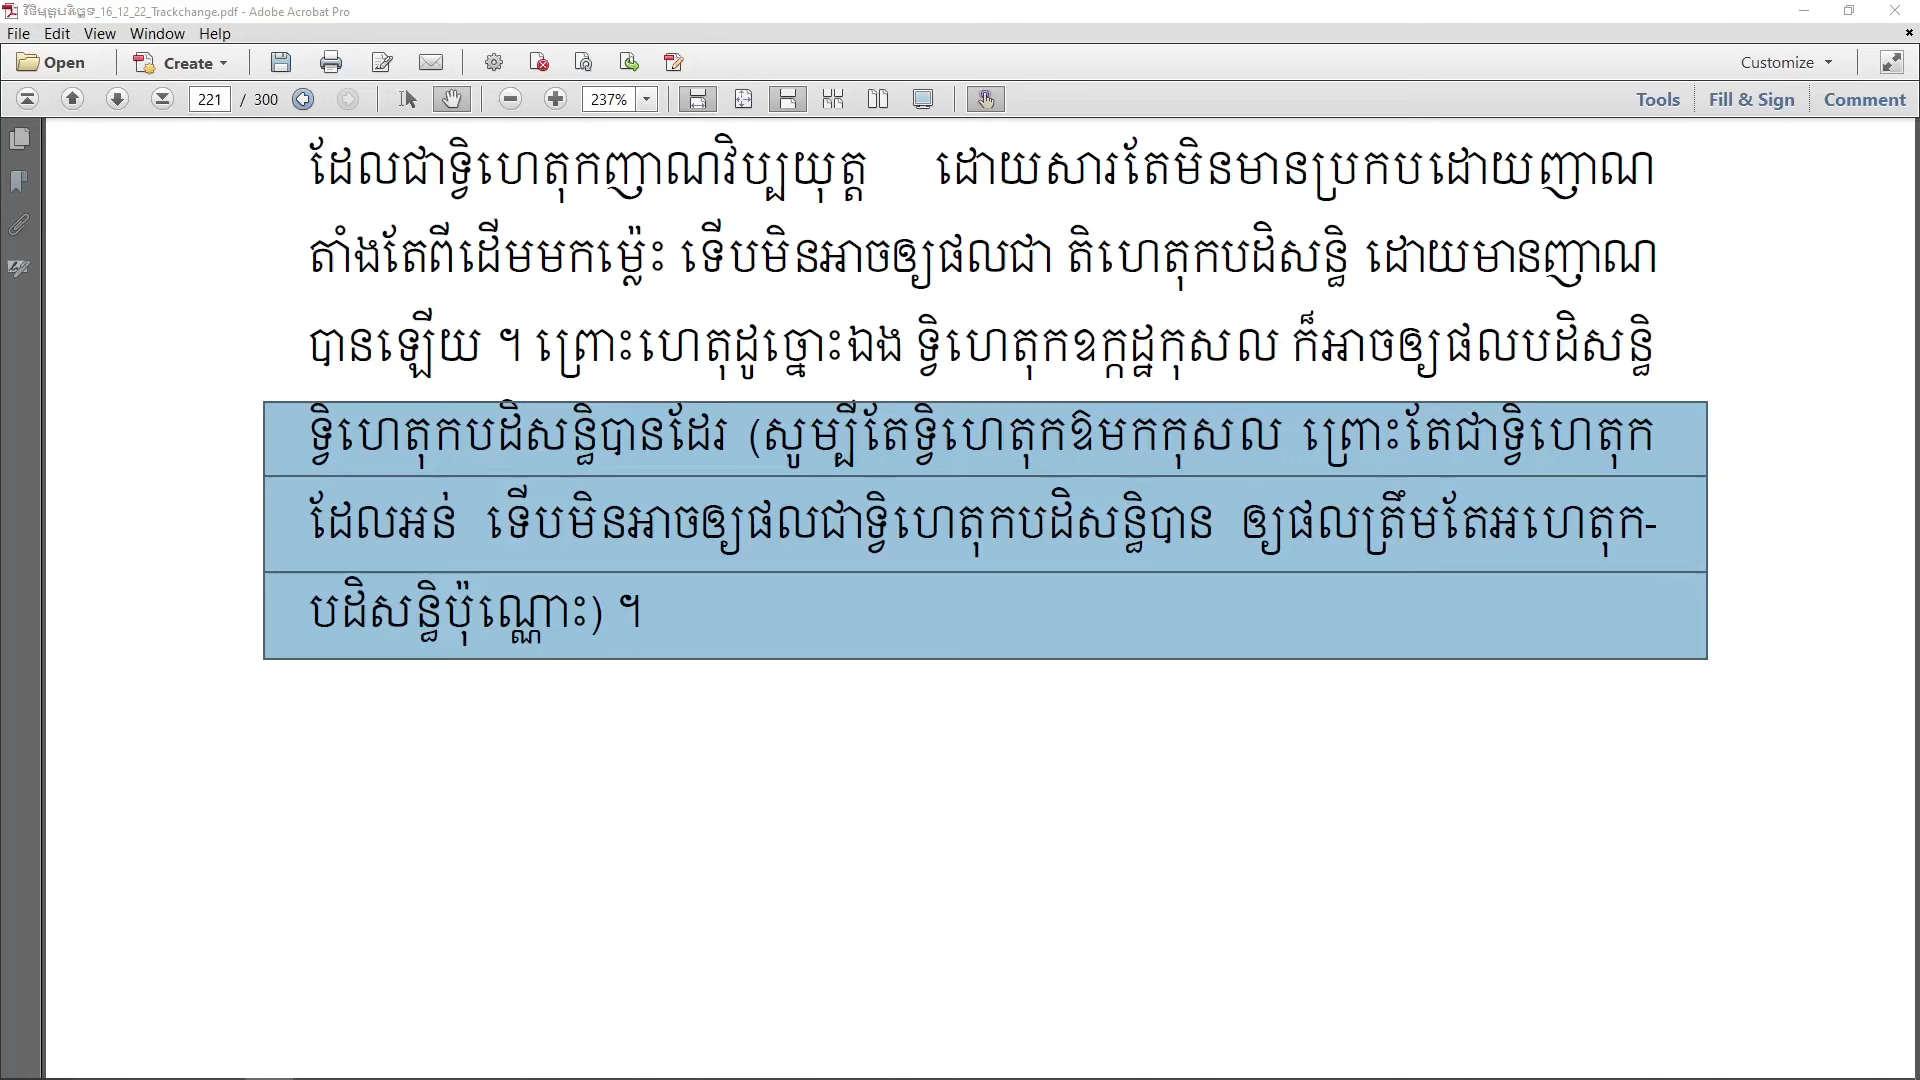 វីថិមុត្តបរិច្ឆេទ_16_12_22_Trackchange.pdf - Adobe Acrobat Pro
File Edit View Window Help
Open Create Customize
221 / 300 237% Tools Fill & Sign Comment
ដែលជាទ្វិហេតុកញាណវិប្បយុត្ត ដោយសារតែមិនមានប្រកបដោយញាណ
តាំងតែពីដើមមកម្ល៉េះ ទើបមិនអាចឲ្យផលជា តិហេតុកបដិសន្ធិ ដោយមានញាណ
បានឡើយ ។ ព្រោះហេតុដូច្នោះឯង ទ្វិហេតុកឧក្កដ្ឋកុសល ក៏អាចឲ្យផលបដិសន្ធិ
ទ្វិហេតុកបដិសន្ធិបានដែរ (សូម្បីតែទ្វិហេតុកឱមកកុសល ព្រោះតែជាទ្វិហេតុក
ដែលអន់ ទើបមិនអាចឲ្យផលជាទ្វិហេតុកបដិសន្ធិបាន ឲ្យផលត្រឹមតែអហេតុក-
បដិសន្ធិប៉ុណ្ណោះ) ។